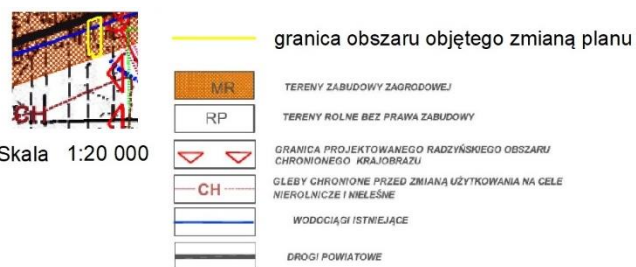 granica obszaru objętego zmianą planu
MR TERENY ZABUDOWY ZAGRODOWEJ
RP TERENY ROLNE BEZ PRAWA ZABUDOWY
GRANICA PROJEKTOWANEGO RADZYŃSKIEGO OBSZARU
CHRONIONEGO KRAJOBRAZU
CH GLEBY CHRONIONE PRZED ZMIANĄ UŻYTKOWANIA NA CELE
NIEROLNICZE I NIELEŚNE
WODOCIĄGI ISTNIEJĄCE
DROGI POWIATOWE
CH
Skala 1:20 000